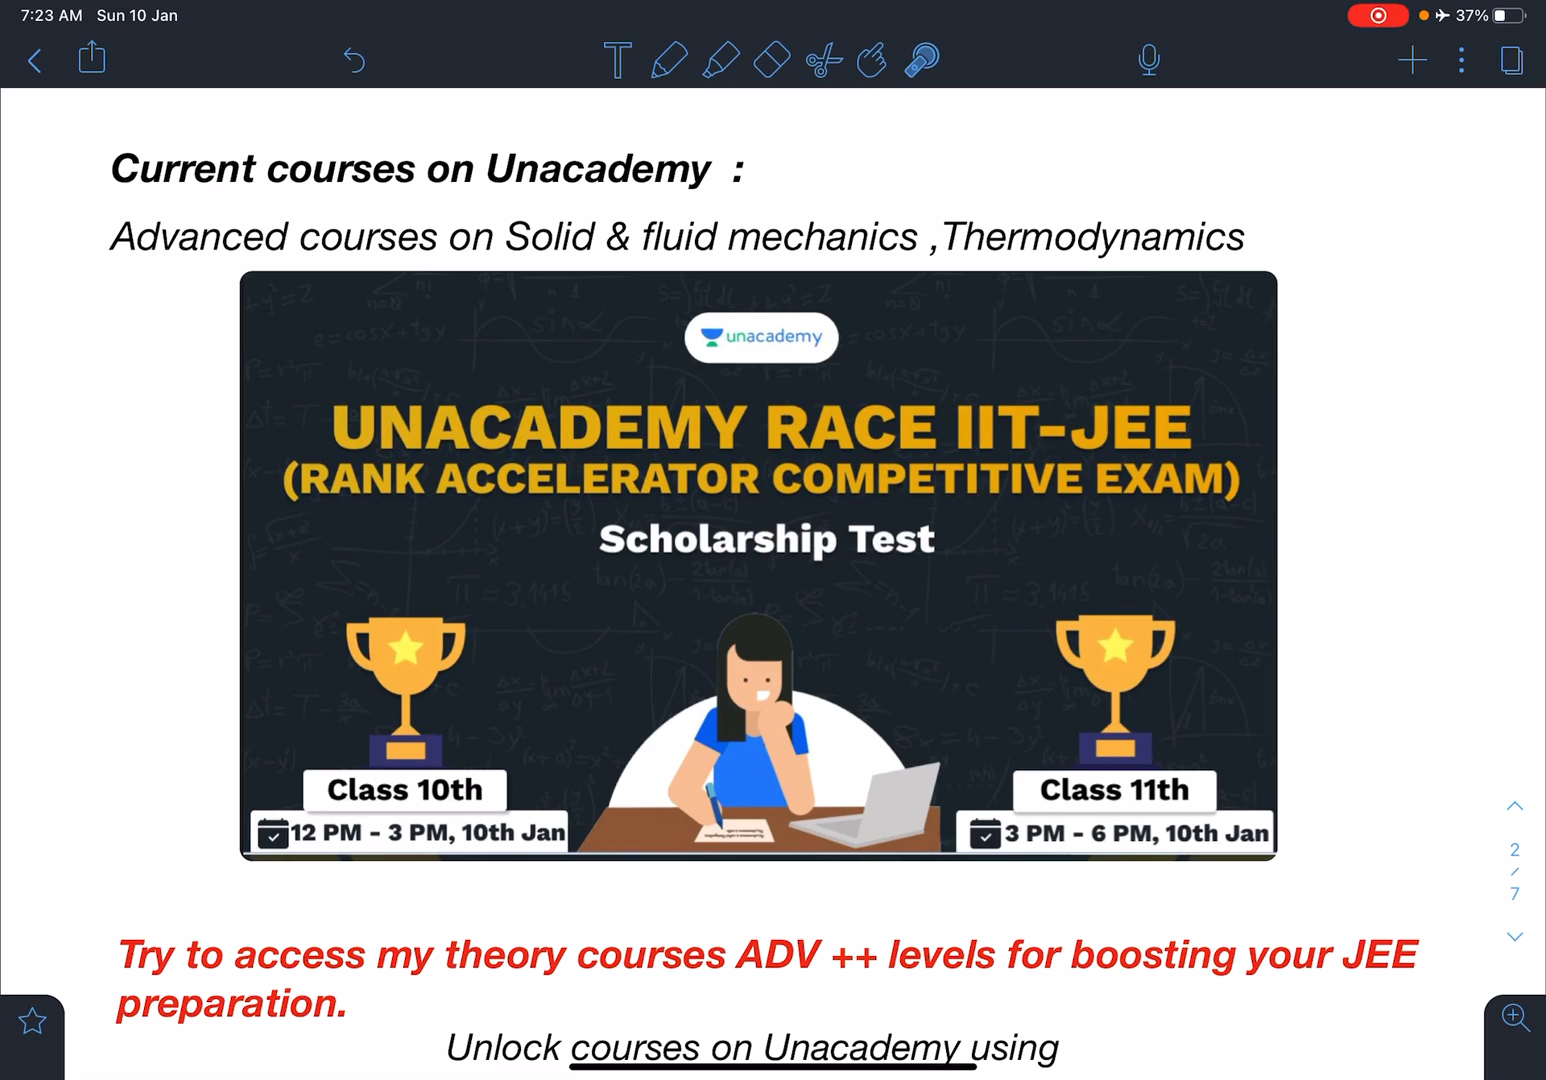 7:23 AM Sun 10 Jan
37%
Current courses on Unacademy :
Advanced courses on Solid & fluid mechanics ,Thermodynamics
unacademy
UNACADEMY RACE IIT-JEE
(RANK ACCELERATOR COMPETITIVE EXAM)
Scholarship Test
Class 10th
12 PM - 3 PM, 10th Jan
Class 11th
3 PM - 6 PM, 10th Jan
2
/
7
Try to access my theory courses ADV ++ levels for boosting your JEE
preparation.
Unlock courses on Unacademy using